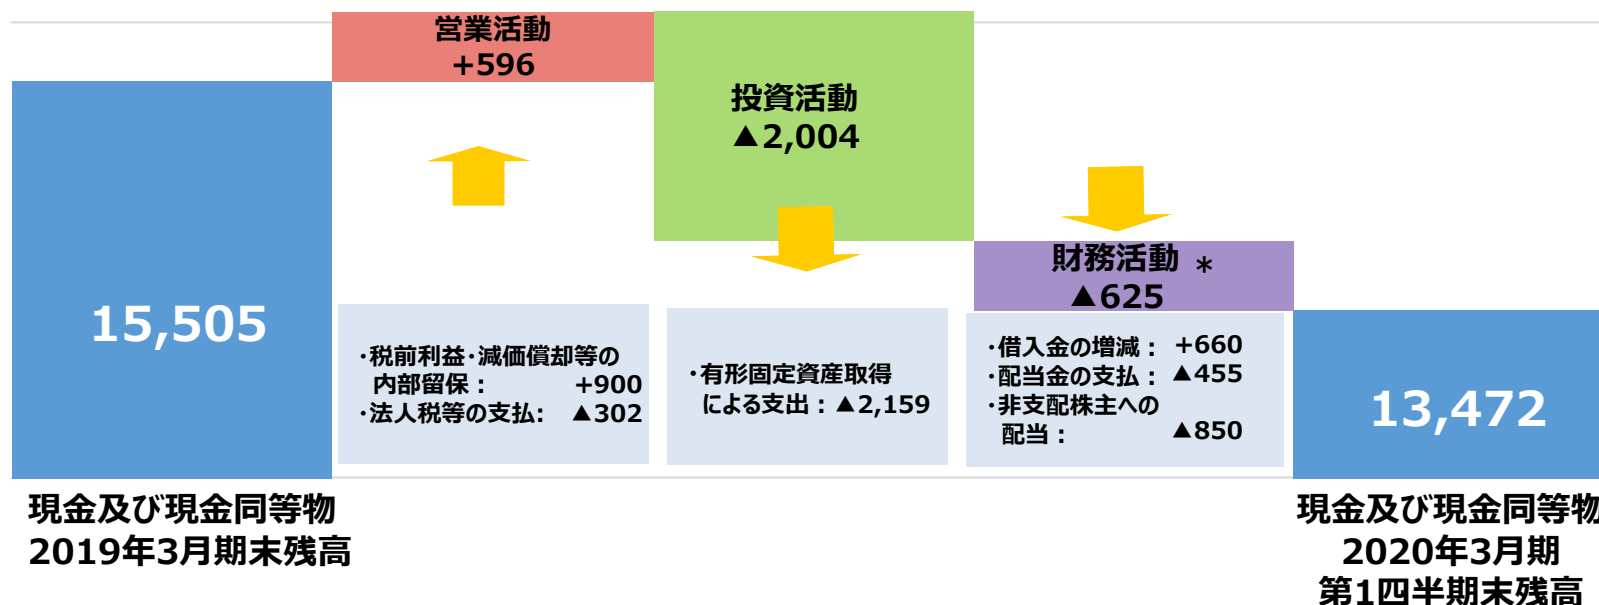 営業活動
+596
投資活動
▲2,004
財務活動 *
▲625
15,505
・税前利益・減価償却等の
内部留保： +900
・法人税等の支払: ▲302
・有形固定資産取得
による支出：▲2,159
・借入金の増減： +660
・配当金の支払： ▲455
・非支配株主への
配当： ▲850
13,472
現金及び現金同等物
2019年3月期末残高
現金及び現金同等物
2020年3月期
第1四半期末残高